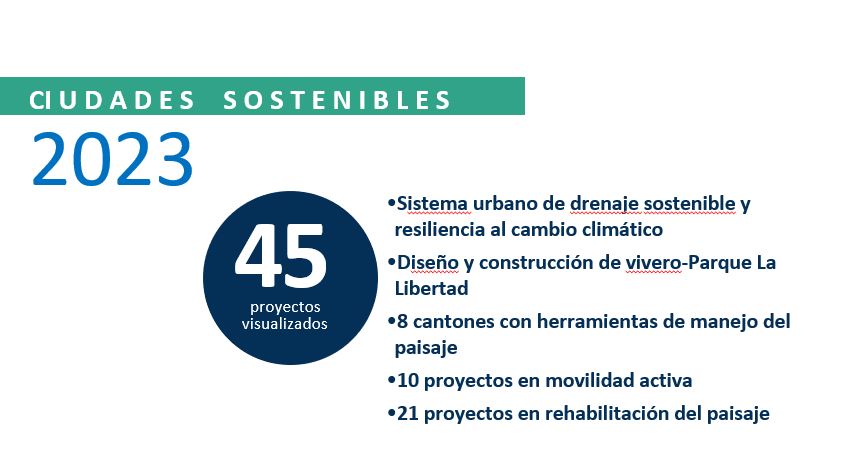 CIUDADES SOSTENIBLES
2023
45
proyectos
visualizados
•Sistema urbano de drenaje sostenible y
resiliencia al cambio climático
•Diseño y construcción de vivero-Parque La
Libertad
•8 cantones con herramientas de manejo del
paisaje
•10 proyectos en movilidad activa
•21 proyectos en rehabilitación del paisaje